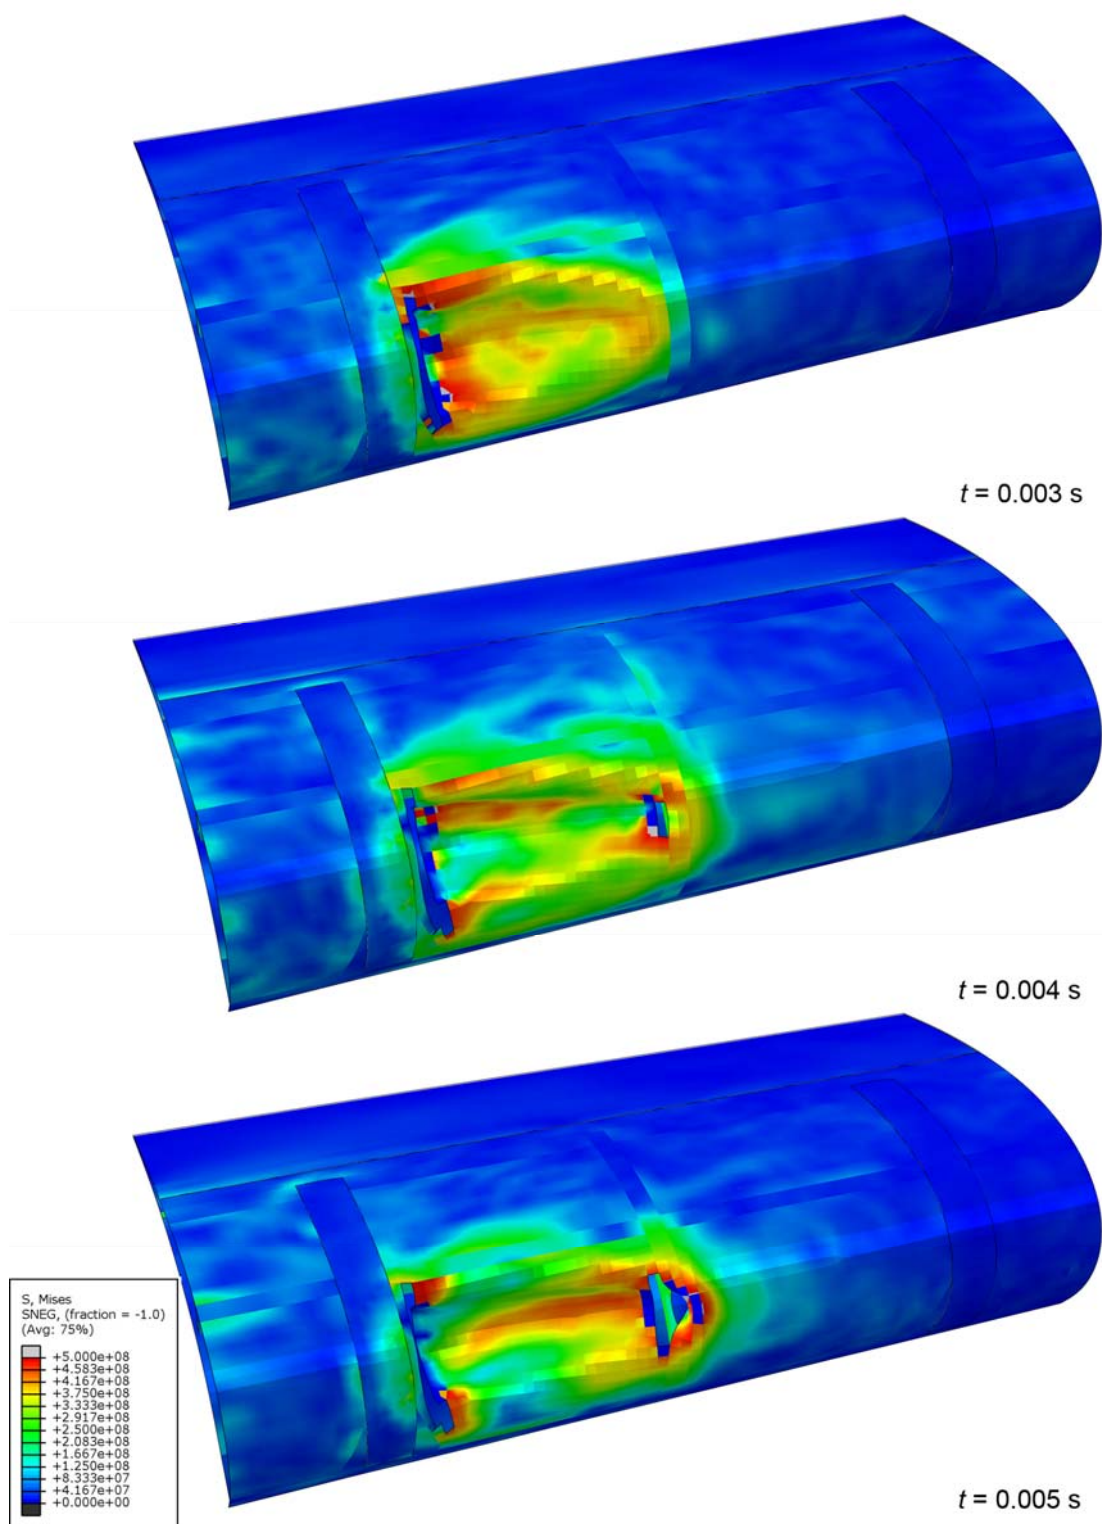 t = 0.003 s
t = 0.004 s
S, Mises
SNEG, (fraction = -1.0)
(Avg: 75%)
+5.000e+08
+4.583e+08
+4.167e+08
+3.750e+08
+3.333e+08
+2.917e+08
+2.500e+08
+2.083e+08
+1.667e+08
+1.250e+08
+8.333e+07
+4.167e+07
+0.000e+00
t = 0.005 s